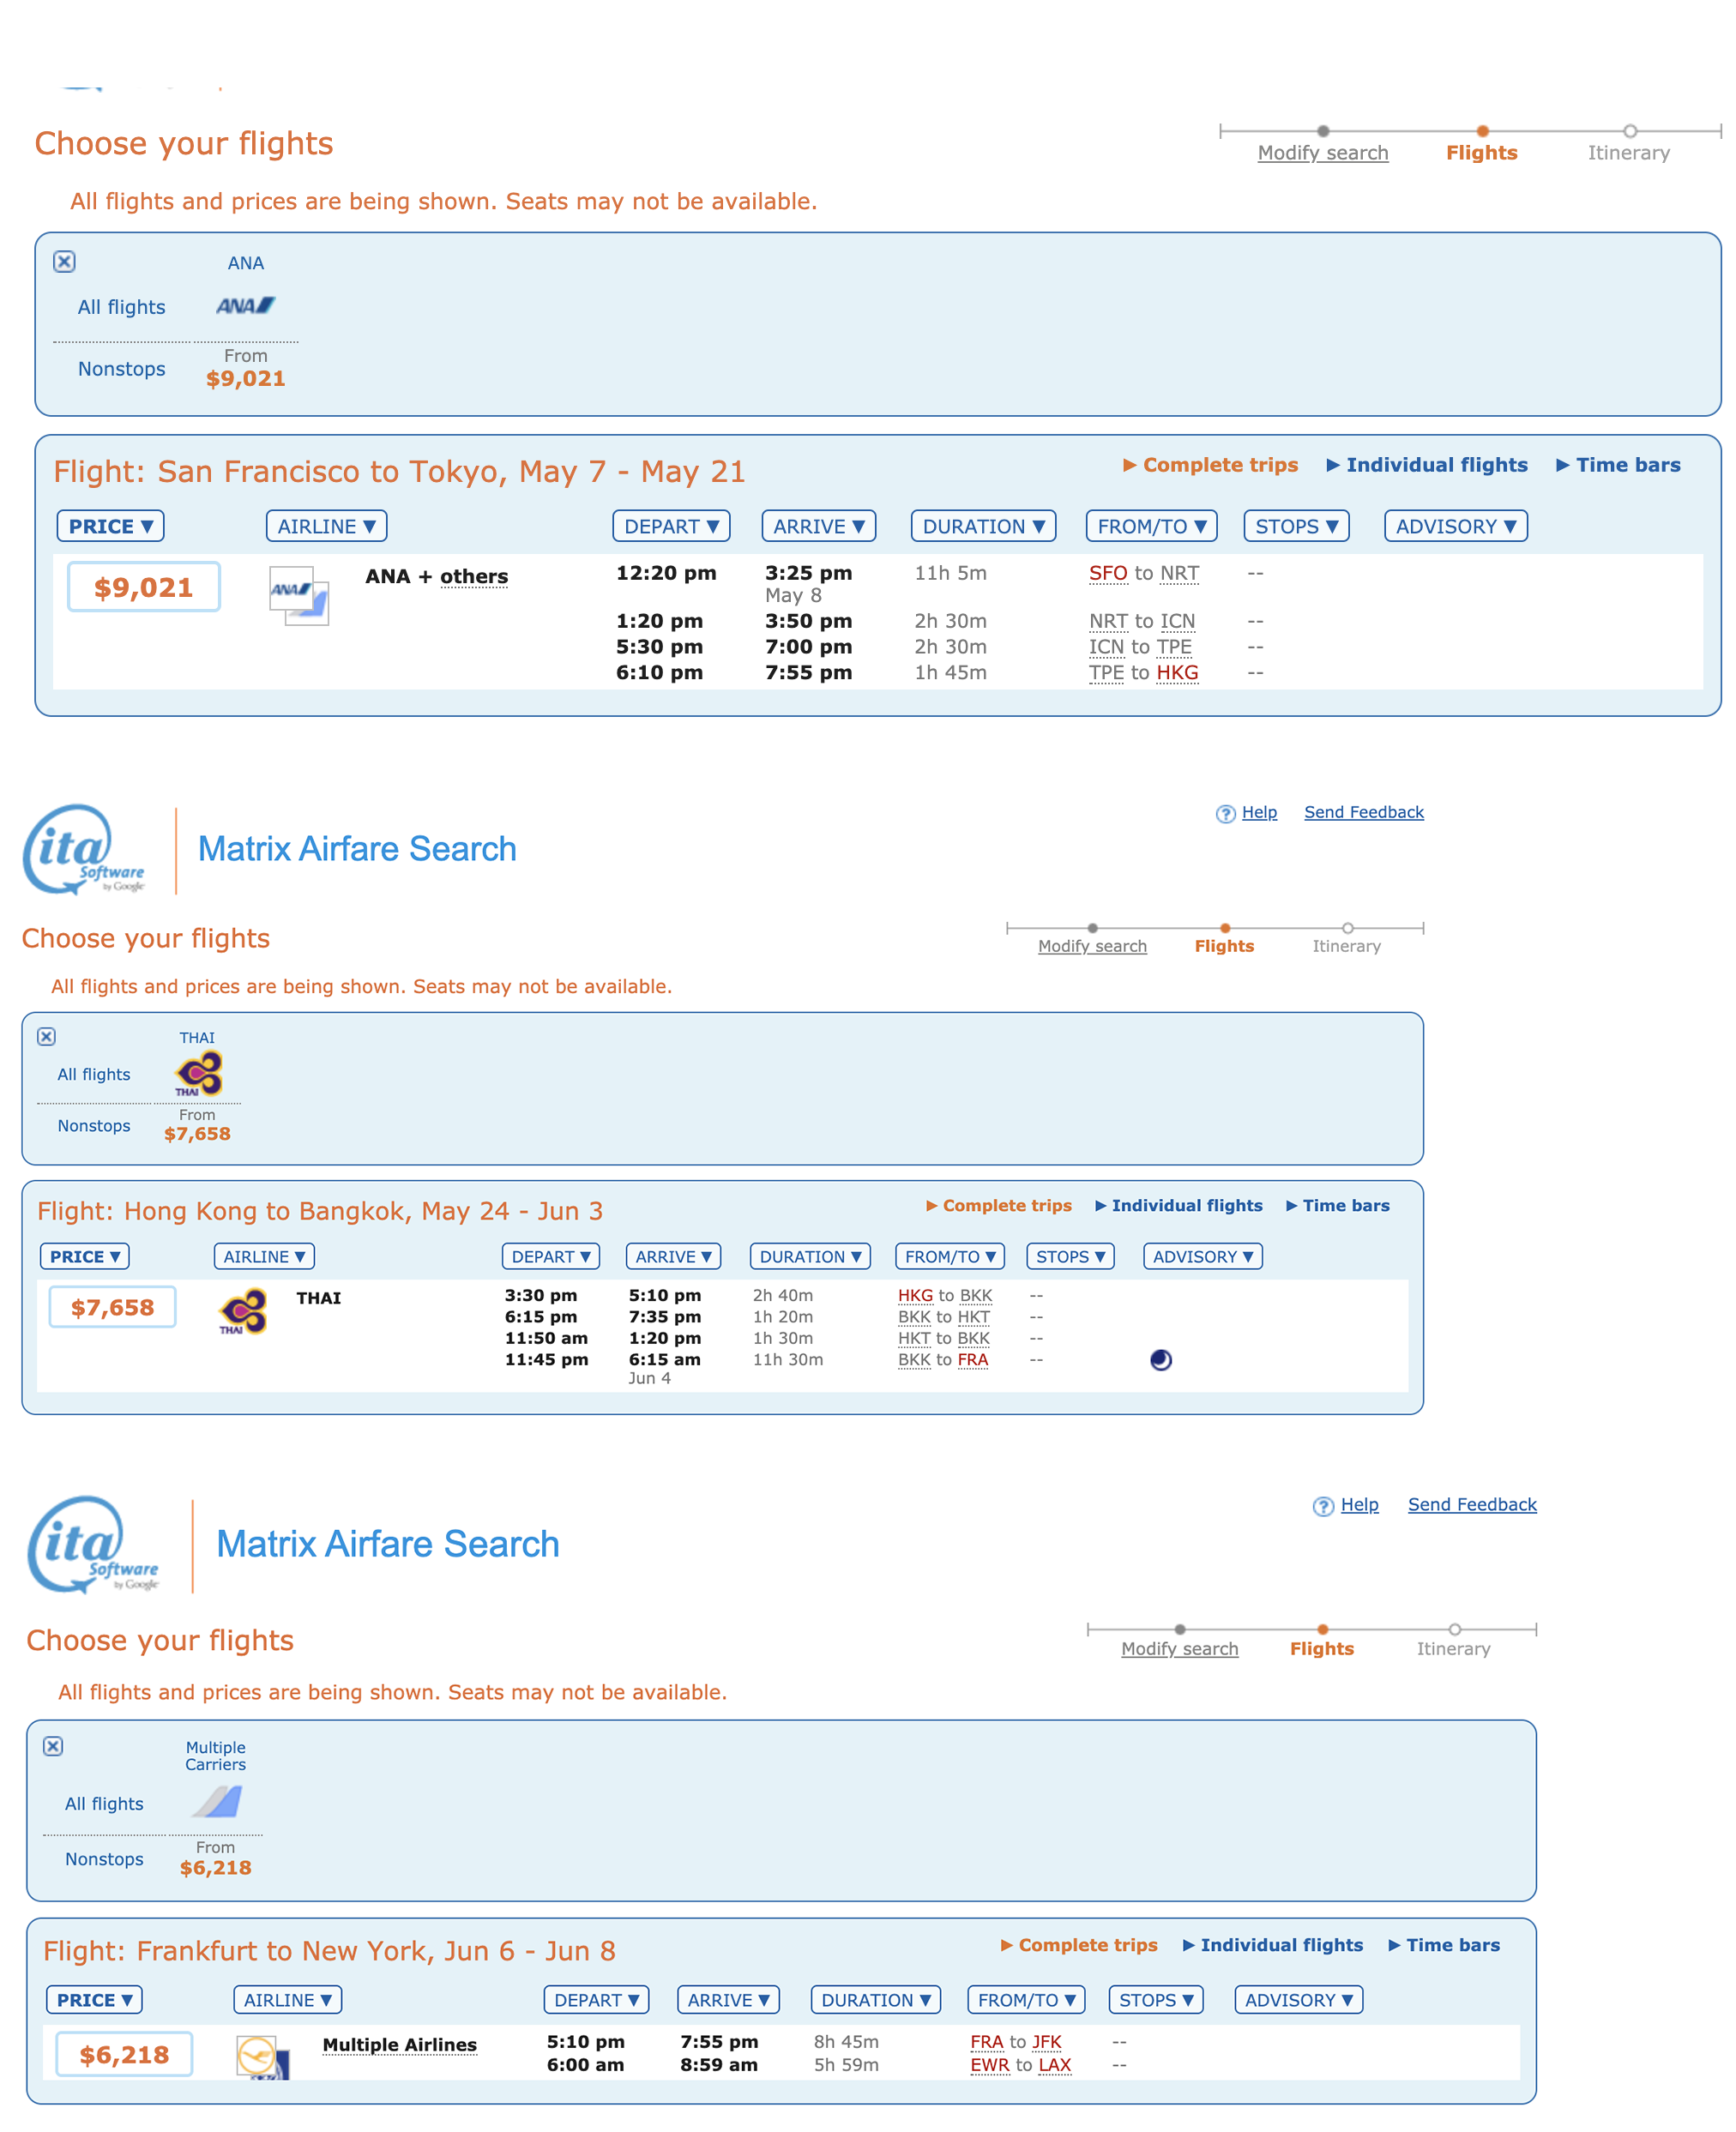 Choose your flights
Modify search Flights Itinerary
All flights and prices are being shown. Seats may not be available.
ANA
All flights ANA
From
Nonstops $9,021
Flight: San Francisco to Tokyo, May 7 - May 21 ▶ Complete trips ▶ Individual flights ▶ Time bars
PRICE ▼ AIRLINE ▼ DEPART ▼ ARRIVE ▼ DURATION ▼ FROM/TO ▼ STOPS ▼ ADVISORY ▼
$9,021 ANA ANA + others 12:20 pm 3:25 pm 11h 5m SFO to NRT --
May 8
1:20 pm 3:50 pm 2h 30m NRT to ICN --
5:30 pm 7:00 pm 2h 30m ICN to TPE --
6:10 pm 7:55 pm 1h 45m TPE to HKG --
? Help Send Feedback
ita Software by Google Matrix Airfare Search
Choose your flights
Modify search Flights Itinerary
All flights and prices are being shown. Seats may not be available.
THAI
All flights THAI
From
Nonstops $7,658
Flight: Hong Kong to Bangkok, May 24 - Jun 3 ▶ Complete trips ▶ Individual flights ▶ Time bars
PRICE ▼ AIRLINE ▼ DEPART ▼ ARRIVE ▼ DURATION ▼ FROM/TO ▼ STOPS ▼ ADVISORY ▼
$7,658 THAI THAI 3:30 pm 5:10 pm 2h 40m HKG to BKK --
6:15 pm 7:35 pm 1h 20m BKK to HKT --
11:50 am 1:20 pm 1h 30m HKT to BKK --
11:45 pm 6:15 am 11h 30m BKK to FRA --
Jun 4
? Help Send Feedback
ita Software by Google Matrix Airfare Search
Choose your flights
Modify search Flights Itinerary
All flights and prices are being shown. Seats may not be available.
Multiple
Carriers
All flights
From
Nonstops $6,218
Flight: Frankfurt to New York, Jun 6 - Jun 8 ▶ Complete trips ▶ Individual flights ▶ Time bars
PRICE ▼ AIRLINE ▼ DEPART ▼ ARRIVE ▼ DURATION ▼ FROM/TO ▼ STOPS ▼ ADVISORY ▼
$6,218 Multiple Airlines 5:10 pm 7:55 pm 8h 45m FRA to JFK --
6:00 am 8:59 am 5h 59m EWR to LAX --